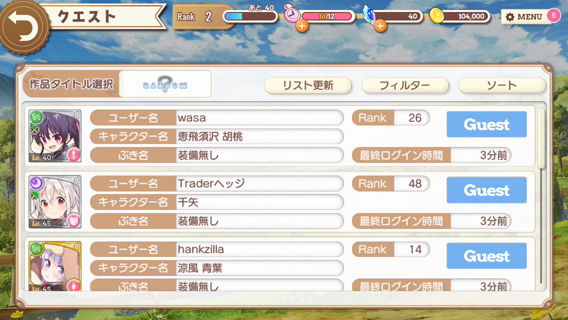 クエスト Rank 2 あと 40 16/12 40 104,000 MENU 6
作品タイトル選択 RANDOM ? リスト更新 フィルター ソート
ユーザー名 wasa Rank 26 Guest
キャラクター名 恵飛須沢 胡桃
Lv. 40 ぶき名 装備無し 最終ログイン時間 3分前
ユーザー名 Traderヘッジ Rank 48 Guest
キャラクター名 千矢
Lv. 45 ぶき名 装備無し 最終ログイン時間 3分前
ユーザー名 hankzilla Rank 14 Guest
キャラクター名 涼風 青葉
Lv. 45 ぶき名 装備無し 最終ログイン時間 3分前